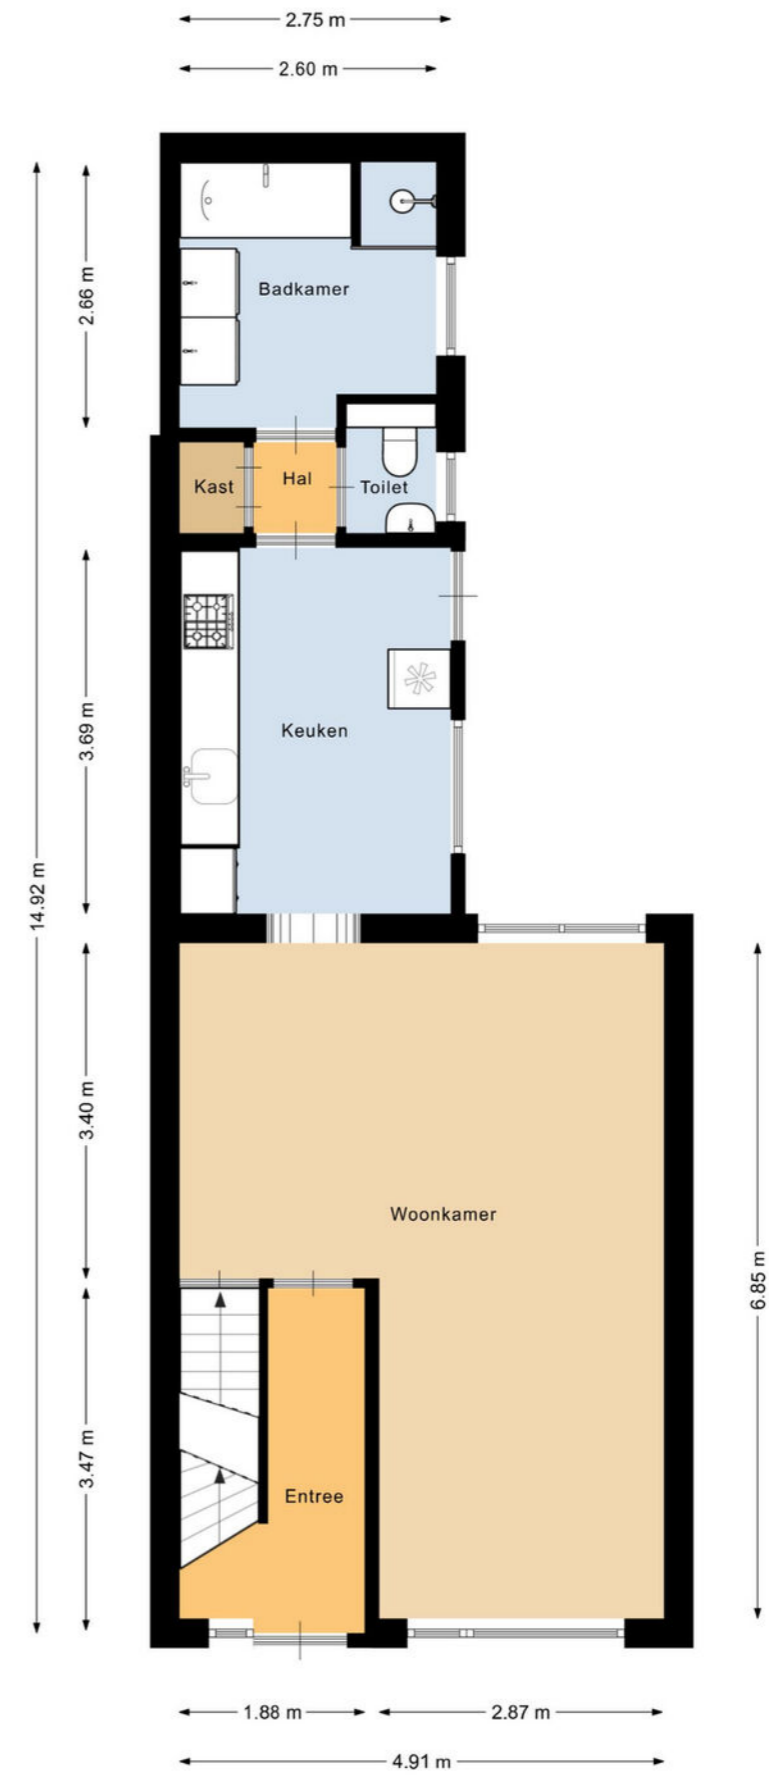 2.75 m
2.60 m
2.66 m
Badkamer
Kast
Hal
Toilet
3.69 m
Keuken
14.92 m
3.40 m
Woonkamer
6.85 m
3.47 m
Entree
1.88 m
2.87 m
4.91 m